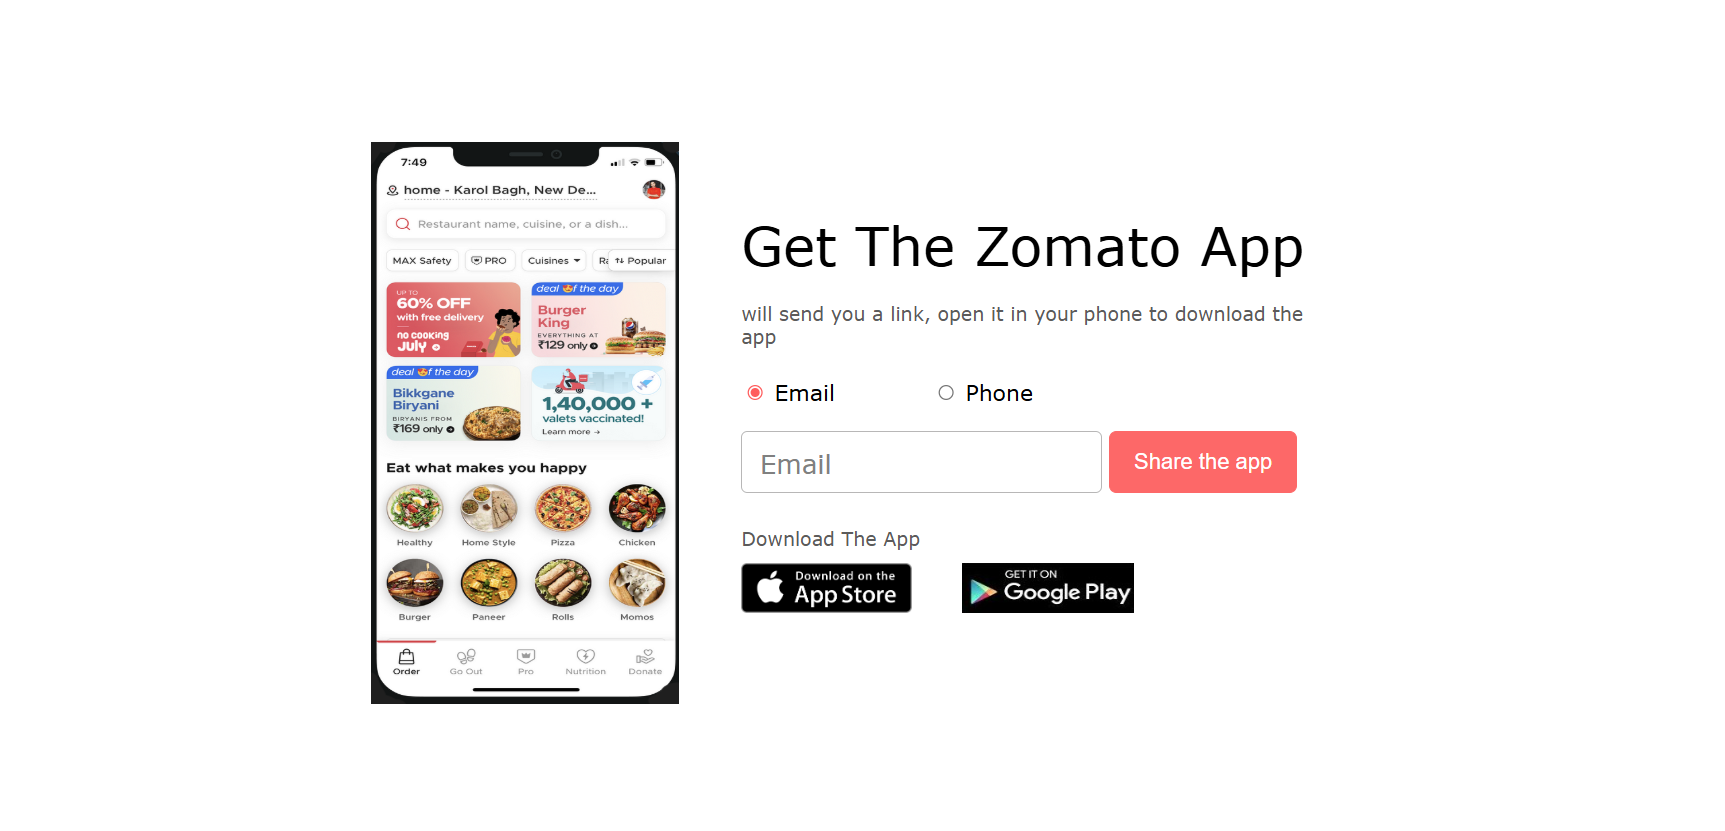 7:49
home - Karol Bagh, New De...
Restaurant name, cuisine, or a dish...
MAX Safety
PRO
Cuisines
Ra
Popular
UP TO
60% OFF
with free delivery
no cooking
JULY
deal of the day
Burger
King
EVERYTHING AT
₹129 only
deal of the day
Bikkgane
Biryani
BIRYANIS FROM
₹169 only
1,40,000 +
valets vaccinated!
Learn more →
Eat what makes you happy
Healthy
Home Style
Pizza
Chicken
Burger
Paneer
Rolls
Momos
Order
Go Out
Pro
Nutrition
Donate
Get The Zomato App
will send you a link, open it in your phone to download the
app
Email
Phone
Email
Share the app
Download The App
Download on the
App Store
GET IT ON
Google Play